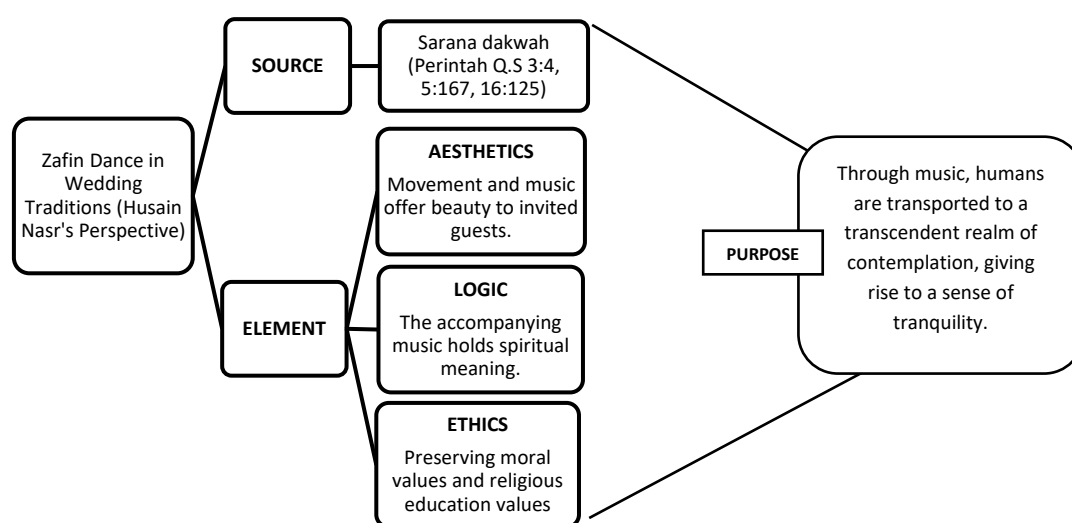 Zafin Dance in
Wedding
Traditions (Husain
Nasr's Perspective)
SOURCE
Sarana dakwah
(Perintah Q.S 3:4,
5:167, 16:125)
ELEMENT
AESTHETICS
Movement and music
offer beauty to invited
guests.
LOGIC
The accompanying
music holds spiritual
meaning.
ETHICS
Preserving moral
values and religious
education values
PURPOSE
Through music, humans
are transported to a
transcendent realm of
contemplation, giving
rise to a sense of
tranquility.